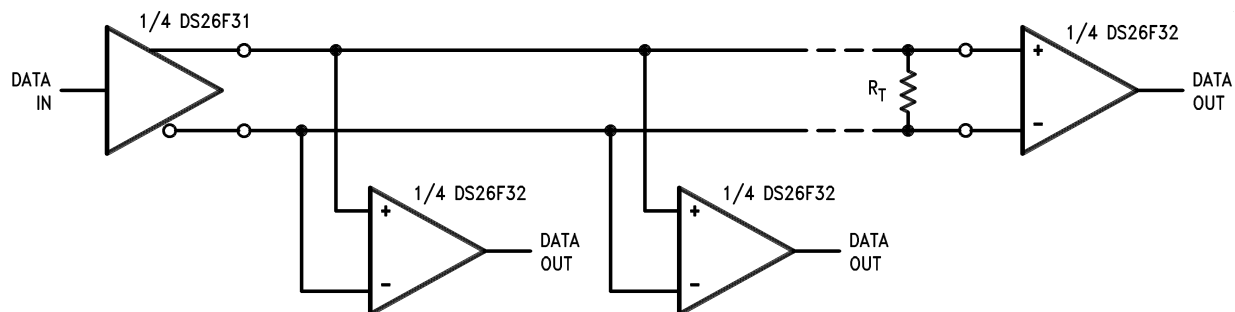 1/4 DS26F31
1/4 DS26F32
DATA
IN
R_T
+
-
DATA
OUT
1/4 DS26F32
1/4 DS26F32
+
-
DATA
OUT
+
-
DATA
OUT